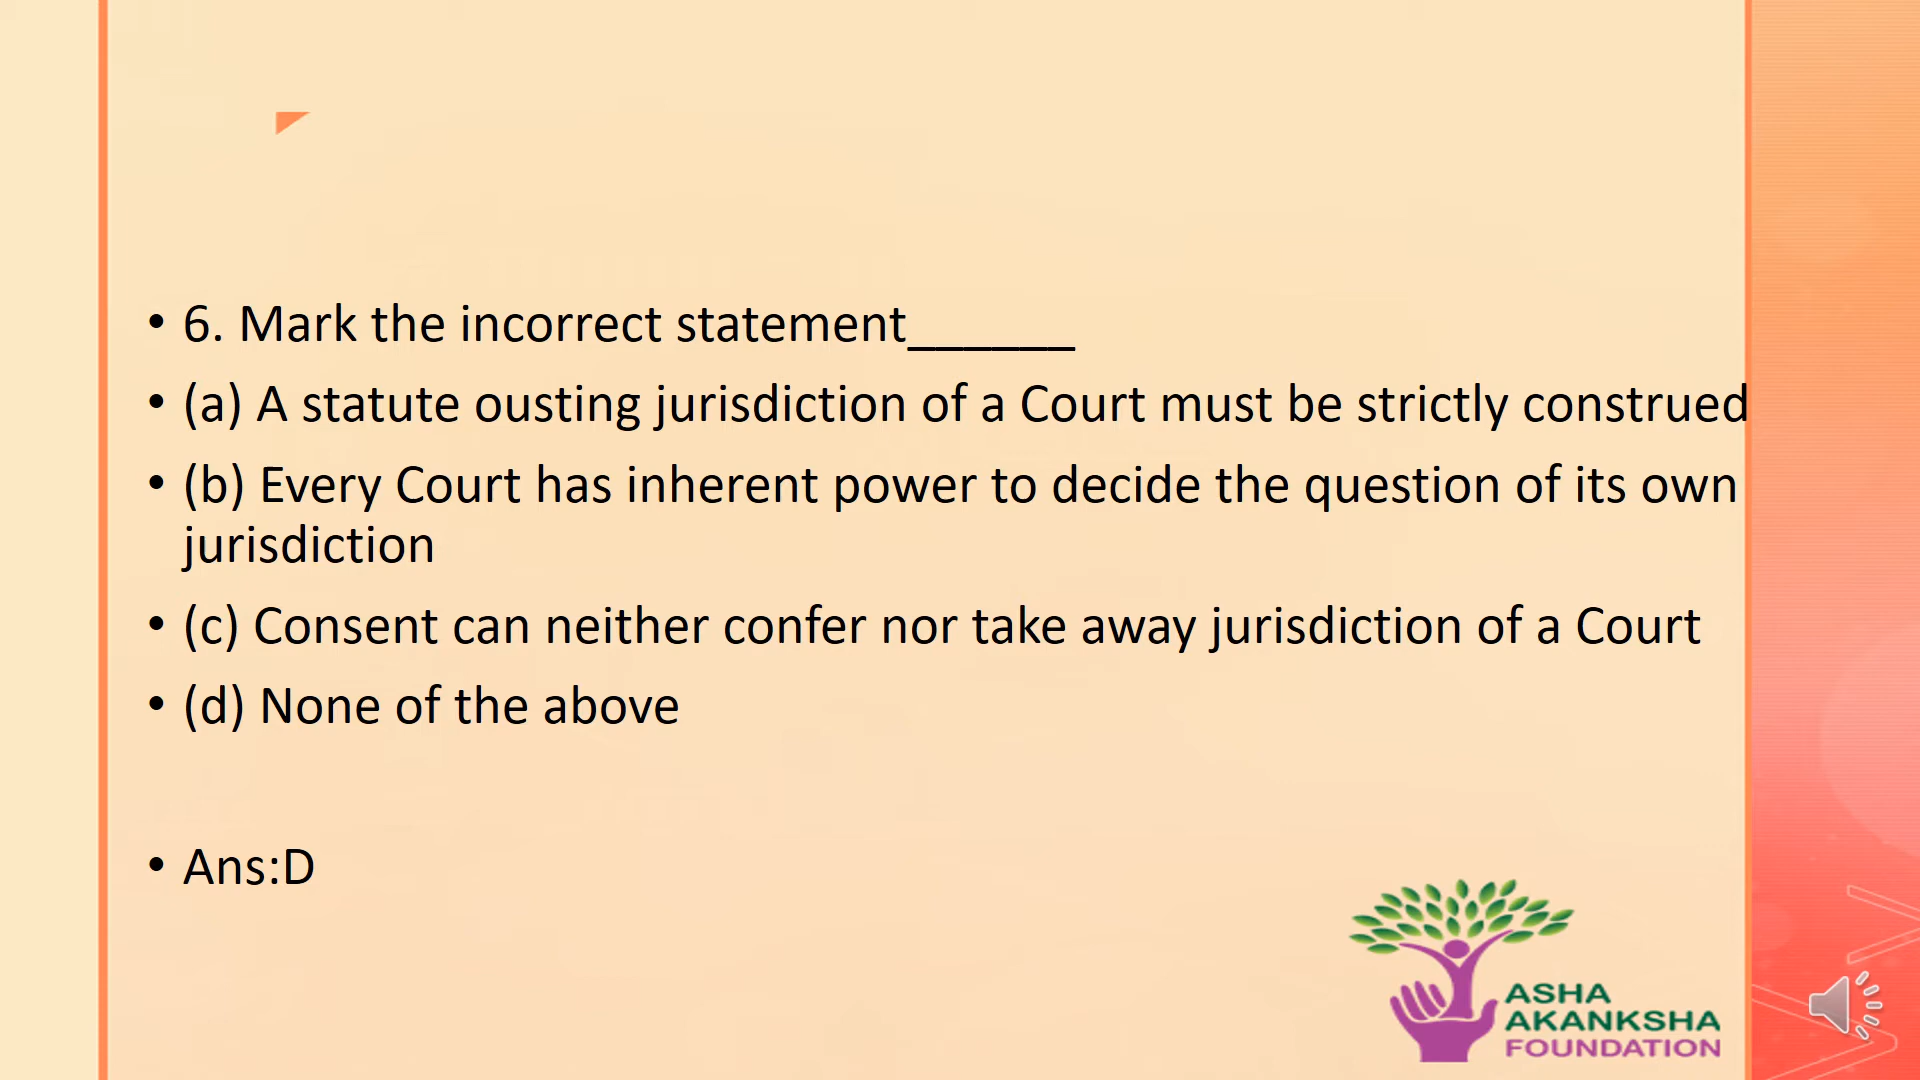 • 6. Mark the incorrect statement______
• (a) A statute ousting jurisdiction of a Court must be strictly construed
• (b) Every Court has inherent power to decide the question of its own
jurisdiction
• (c) Consent can neither confer nor take away jurisdiction of a Court
• (d) None of the above
• Ans:D
ASHA
AKANKSHA
FOUNDATION